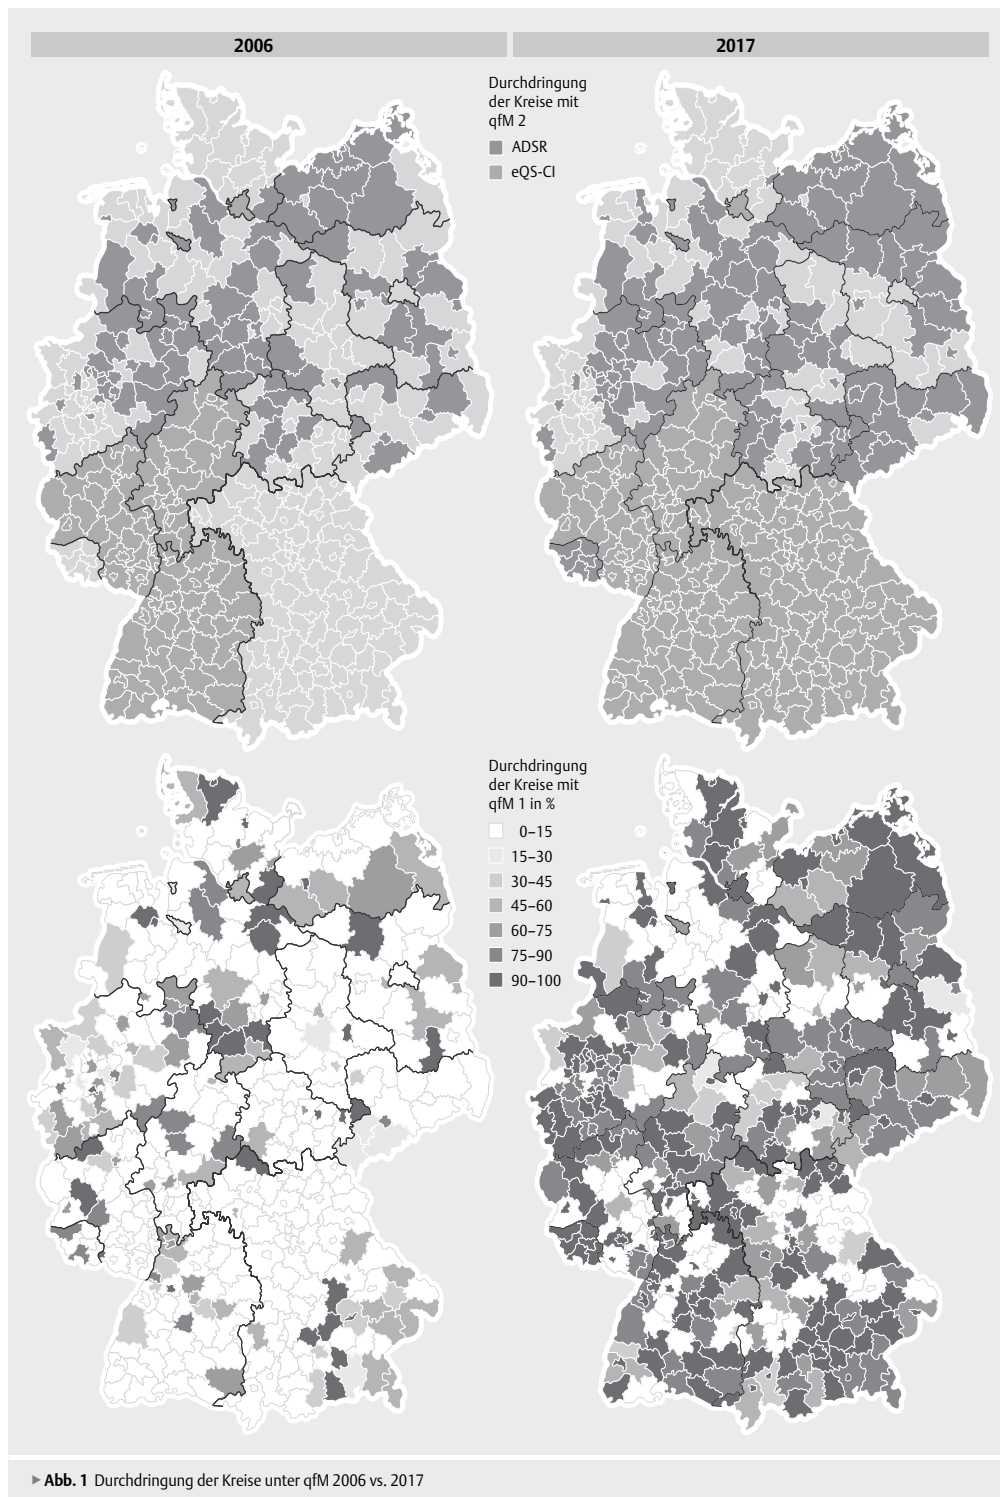 2006
2017
Durchdringung
der Kreise mit
qfM 2
ADSR
eQS-CI
Durchdringung
der Kreise mit
qfM 1 in %
0–15
15–30
30–45
45–60
60–75
75–90
90–100
▶ Abb. 1 Durchdringung der Kreise unter qfM 2006 vs. 2017